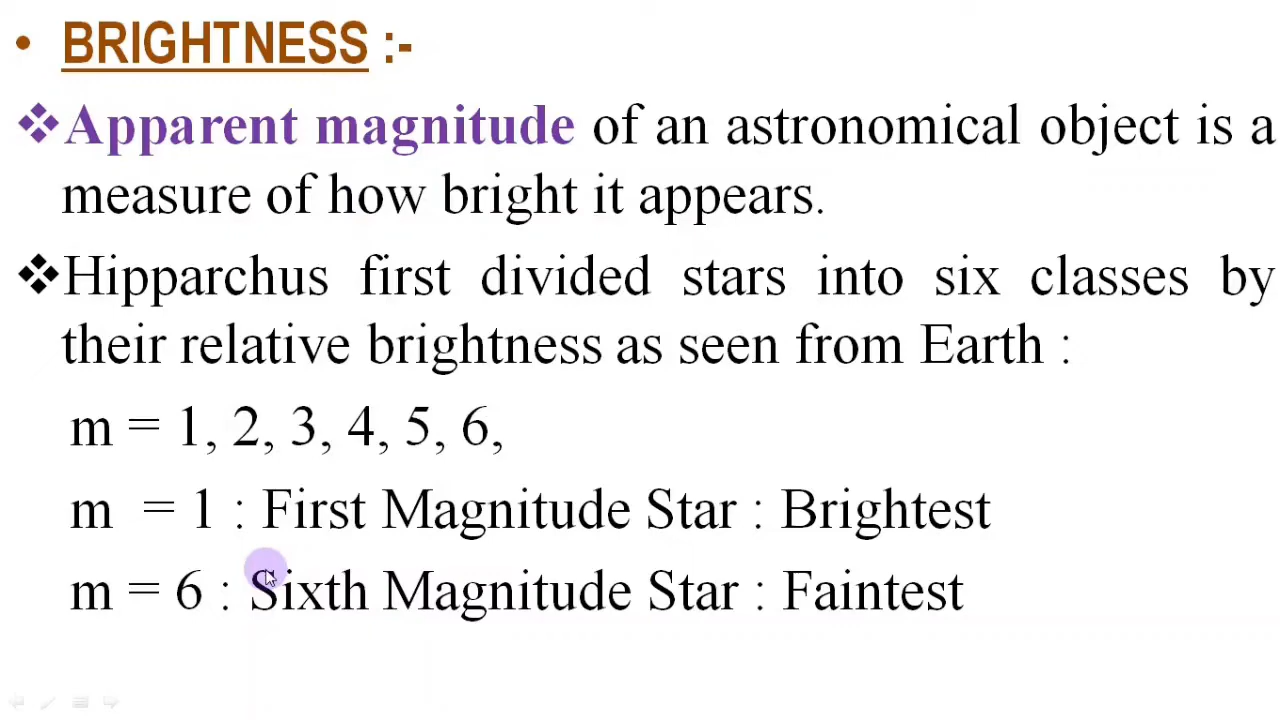 • BRIGHTNESS :-
❖Apparent magnitude of an astronomical object is a
measure of how bright it appears.
❖Hipparchus first divided stars into six classes by
their relative brightness as seen from Earth :
m = 1, 2, 3, 4, 5, 6,
m = 1 : First Magnitude Star : Brightest
m = 6 : Sixth Magnitude Star : Faintest